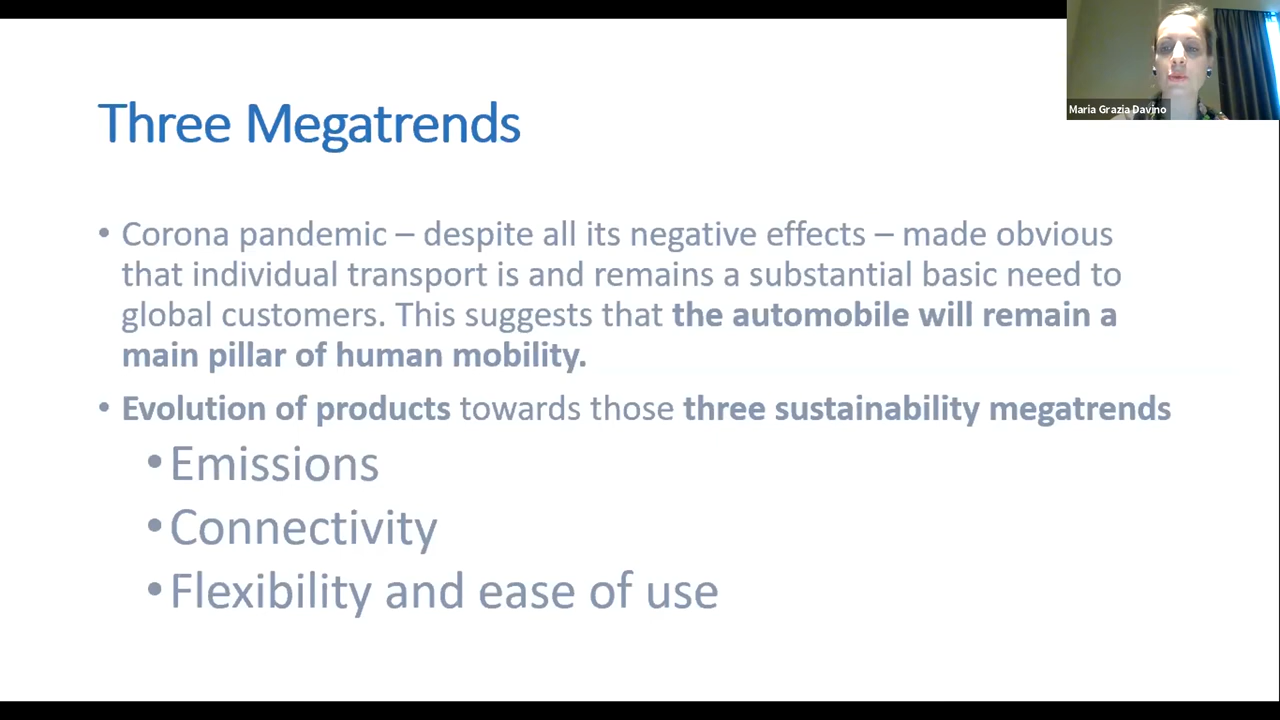 Three Megatrends
Maria Grazia Davino
• Corona pandemic – despite all its negative effects – made obvious
that individual transport is and remains a substantial basic need to
global customers. This suggests that the automobile will remain a
main pillar of human mobility.
• Evolution of products towards those three sustainability megatrends
• Emissions
• Connectivity
• Flexibility and ease of use